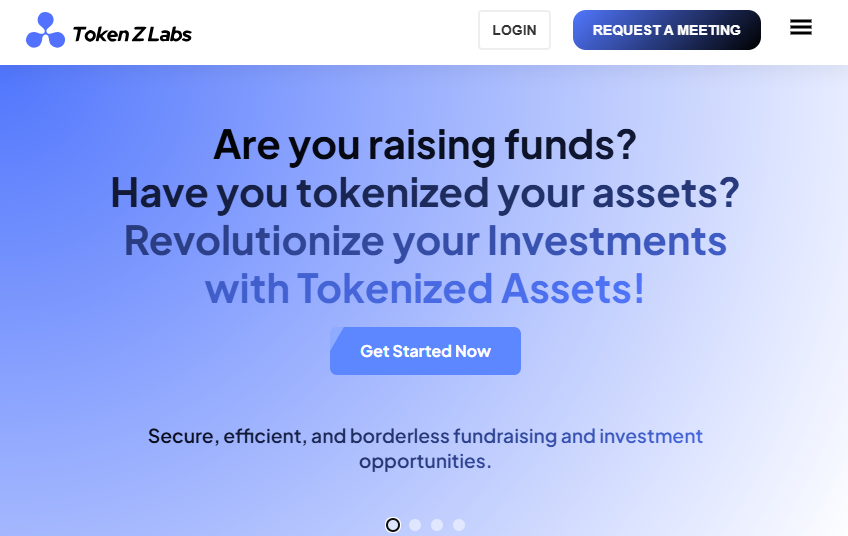 Token Z Labs
LOGIN
REQUEST A MEETING
Are you raising funds?
Have you tokenized your assets?
Revolutionize your Investments
with Tokenized Assets!
Get Started Now
Secure, efficient, and borderless fundraising and investment
opportunities.